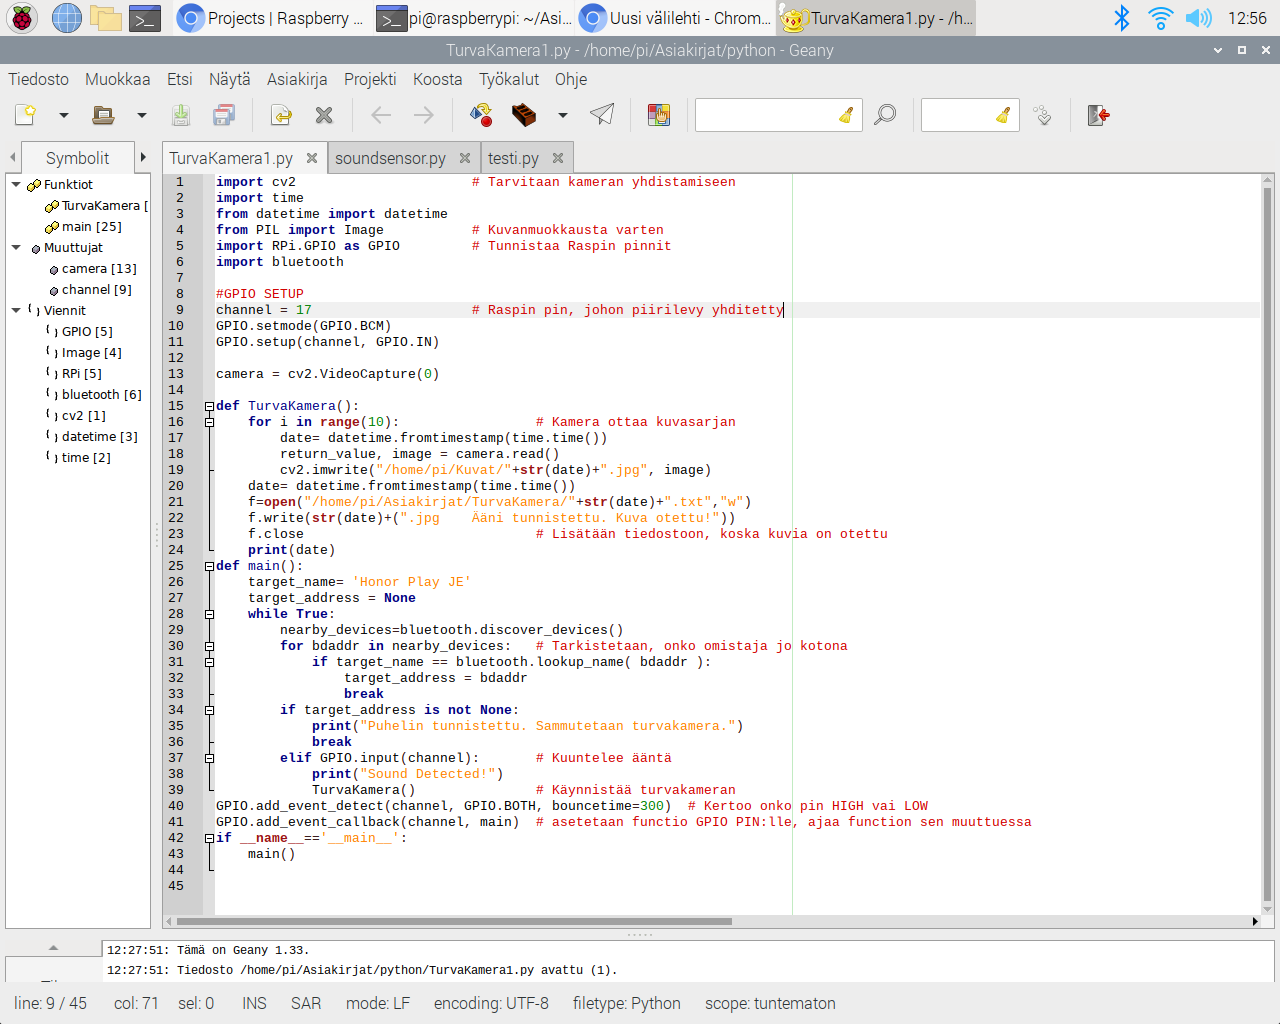 Projects | Raspberry ...
pi@raspberrypi: ~/Asi...
Uusi välilehti - Chrom...
TurvaKamera1.py - /h...
12:56
TurvaKamera1.py - /home/pi/Asiakirjat/python - Geany
Tiedosto Muokkaa Etsi Näytä Asiakirja Projekti Koosta Työkalut Ohje
Symbolit
TurvaKamera1.py soundsensor.py testi.py
Funktiot
TurvaKamera [
main [25]
Muuttujat
camera [13]
channel [9]
Viennit
GPIO [5]
Image [4]
RPi [5]
bluetooth [6]
cv2 [1]
datetime [3]
time [2]
1 import cv2 # Tarvitaan kameran yhdistamiseen
2 import time
3 from datetime import datetime
4 from PIL import Image # Kuvanmuokkausta varten
5 import RPi.GPIO as GPIO # Tunnistaa Raspin pinnit
6 import bluetooth
7
8 #GPIO SETUP
9 channel = 17 # Raspin pin, johon piirilevy yhditetty
10 GPIO.setmode(GPIO.BCM)
11 GPIO.setup(channel, GPIO.IN)
12
13 camera = cv2.VideoCapture(0)
14
15 def TurvaKamera():
16 for i in range(10): # Kamera ottaa kuvasarjan
17 date= datetime.fromtimestamp(time.time())
18 return_value, image = camera.read()
19 cv2.imwrite("/home/pi/Kuvat/"+str(date)+".jpg", image)
20 date= datetime.fromtimestamp(time.time())
21 f=open("/home/pi/Asiakirjat/TurvaKamera/"+str(date)+".txt","w")
22 f.write(str(date)+(".jpg    Ääni tunnistettu. Kuva otettu!"))
23 f.close # Lisätään tiedostoon, koska kuvia on otettu
24 print(date)
25 def main():
26 target_name= 'Honor Play JE'
27 target_address = None
28 while True:
29 nearby_devices=bluetooth.discover_devices()
30 for bdaddr in nearby_devices: # Tarkistetaan, onko omistaja jo kotona
31 if target_name == bluetooth.lookup_name( bdaddr ):
32 target_address = bdaddr
33 break
34 if target_address is not None:
35 print("Puhelin tunnistettu. Sammutetaan turvakamera.")
36 break
37 elif GPIO.input(channel): # Kuuntelee ääntä
38 print("Sound Detected!")
39 TurvaKamera() # Käynnistää turvakameran
40 GPIO.add_event_detect(channel, GPIO.BOTH, bouncetime=300) # Kertoo onko pin HIGH vai LOW
41 GPIO.add_event_callback(channel, main) # asetetaan functio GPIO PIN:lle, ajaa function sen muuttuessa
42 if __name__=='__main__':
43 main()
44
45
12:27:51: Tämä on Geany 1.33.
12:27:51: Tiedosto /home/pi/Asiakirjat/python/TurvaKamera1.py avattu (1).
line: 9 / 45 col: 71 sel: 0 INS SAR mode: LF encoding: UTF-8 filetype: Python scope: tuntematon